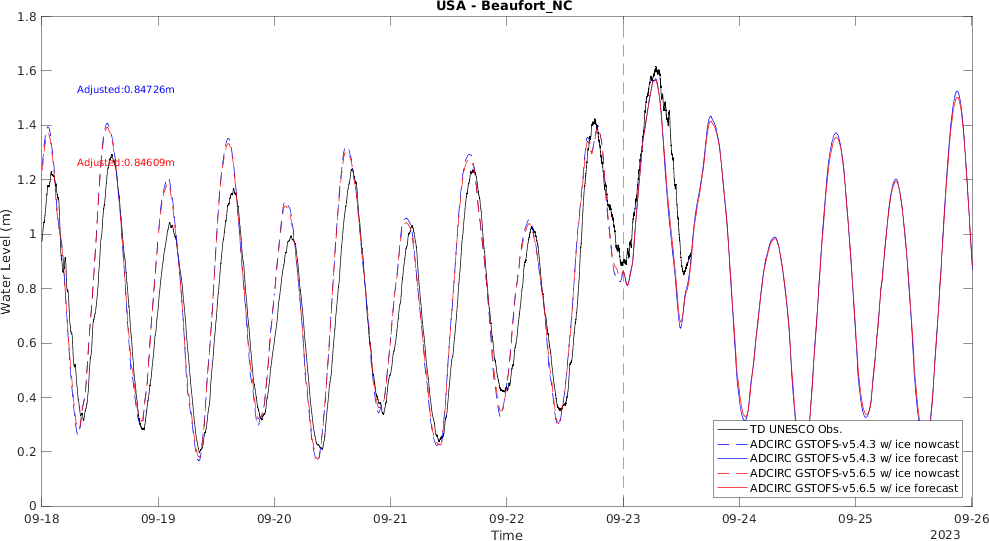 USA - Beaufort_NC
1.8
1.6
1.4
1.2
1
0.8
0.6
0.4
0.2
0
Water Level (m)
Adjusted:0.84726m
Adjusted:0.84609m
TD UNESCO Obs.
ADCIRC GSTOFS-v5.4.3 w/ ice nowcast
ADCIRC GSTOFS-v5.4.3 w/ ice forecast
ADCIRC GSTOFS-v5.6.5 w/ ice nowcast
ADCIRC GSTOFS-v5.6.5 w/ ice forecast
09-18 09-19 09-20 09-21 09-22 09-23 09-24 09-25 09-26
Time
2023